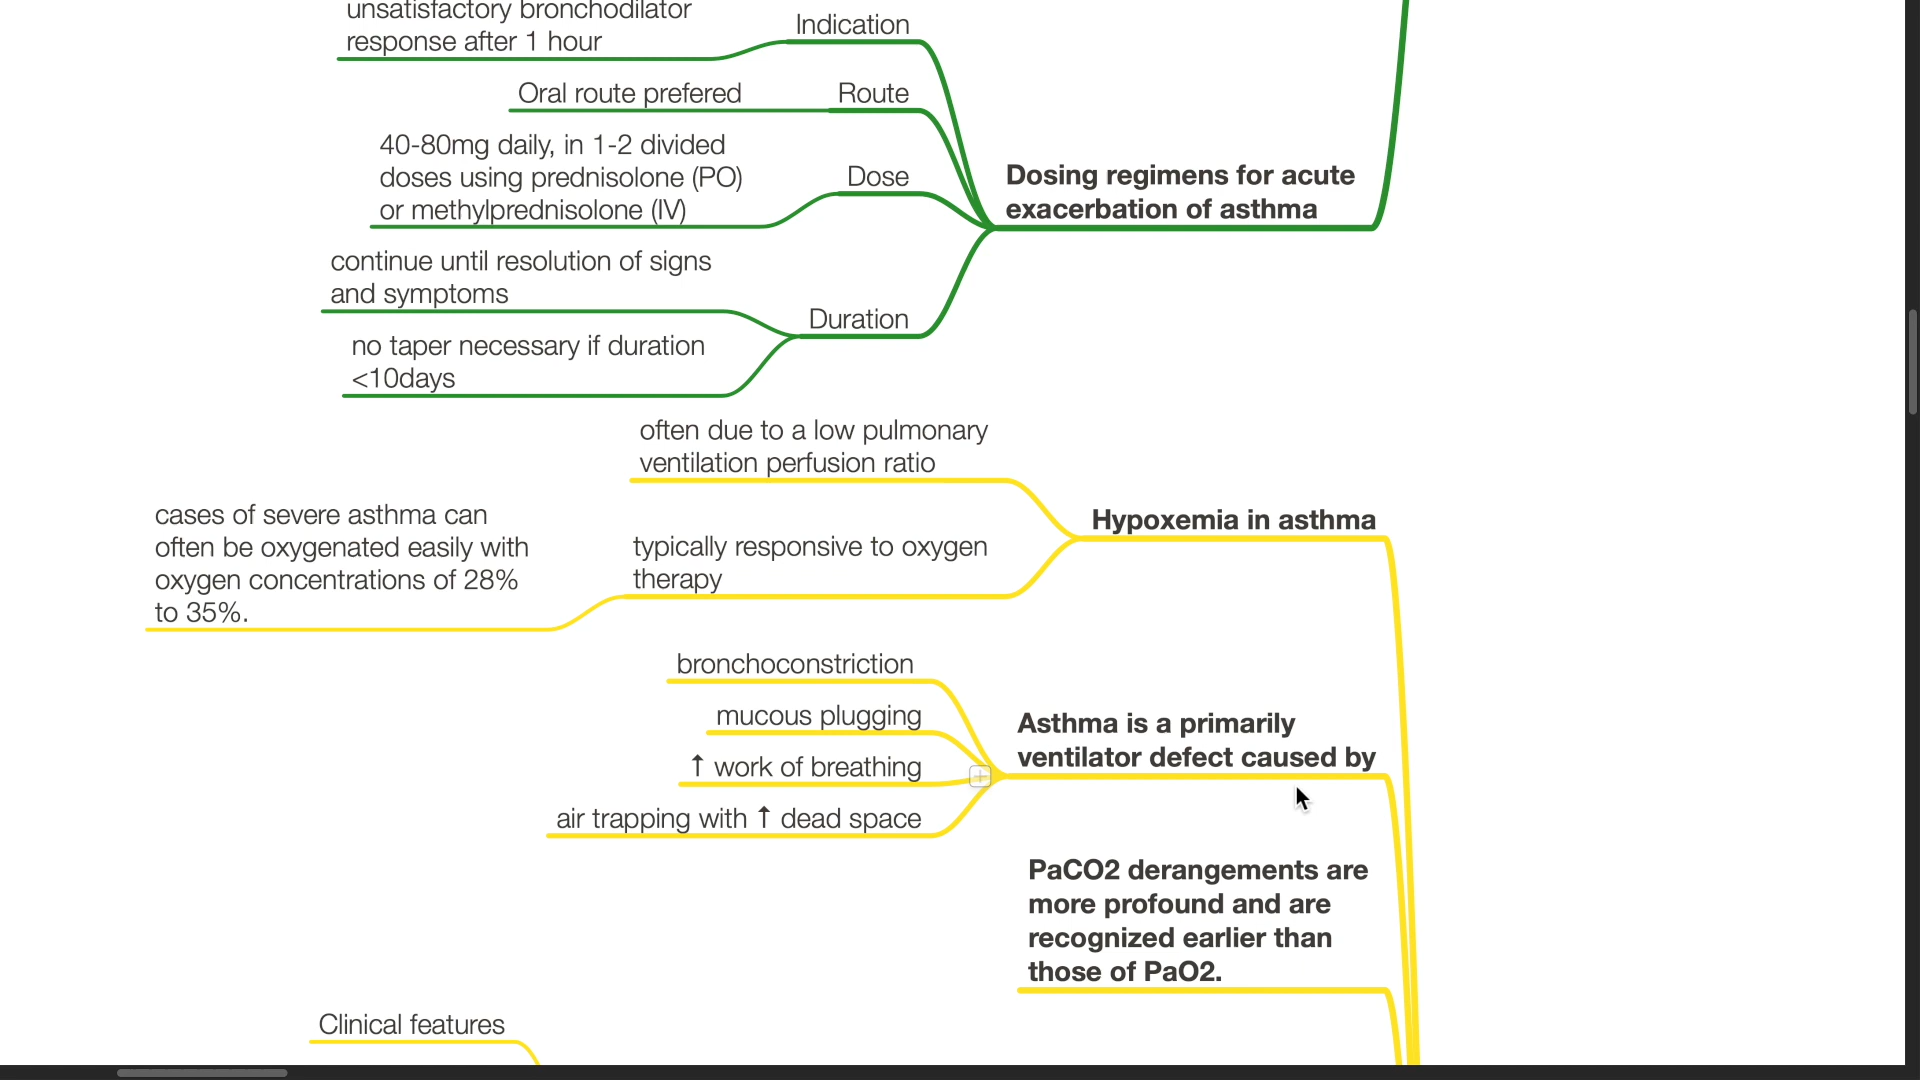 unsatisfactory bronchodilator
response after 1 hour
Indication
Oral route prefered
Route
40-80mg daily, in 1-2 divided
doses using prednisolone (PO)
or methylprednisolone (IV)
Dose
Dosing regimens for acute
exacerbation of asthma
continue until resolution of signs
and symptoms
Duration
no taper necessary if duration
<10days
often due to a low pulmonary
ventilation perfusion ratio
Hypoxemia in asthma
cases of severe asthma can
often be oxygenated easily with
oxygen concentrations of 28%
to 35%.
typically responsive to oxygen
therapy
bronchoconstriction
mucous plugging
↑ work of breathing
air trapping with ↑ dead space
Asthma is a primarily
ventilator defect caused by
PaCO2 derangements are
more profound and are
recognized earlier than
those of PaO2.
Clinical features